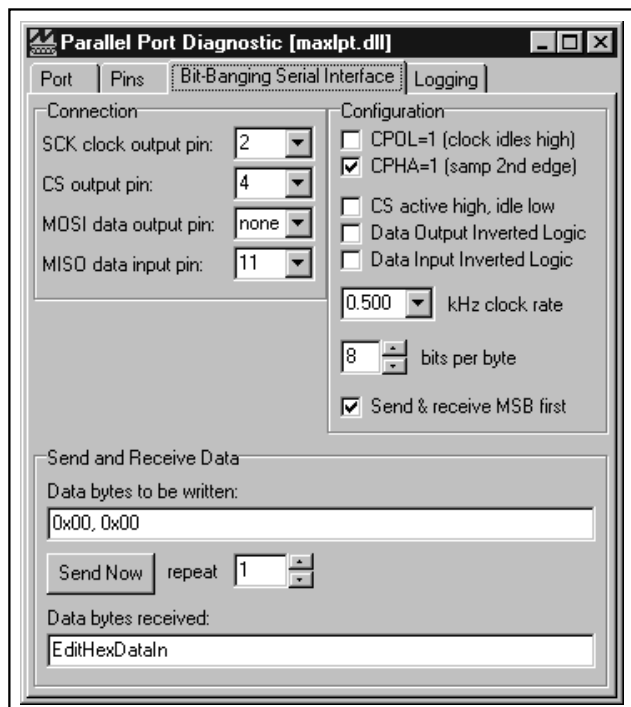 Parallel Port Diagnostic [maxlpt.dll]
Port Pins Bit-Banging Serial Interface Logging
Connection
SCK clock output pin: 2
CS output pin: 4
MOSI data output pin: none
MISO data input pin: 11
Configuration
CPOL=1 (clock idles high)
CPHA=1 (samp 2nd edge)
CS active high, idle low
Data Output Inverted Logic
Data Input Inverted Logic
0.500 kHz clock rate
8 bits per byte
Send & receive MSB first
Send and Receive Data
Data bytes to be written:
0x00, 0x00
Send Now repeat 1
Data bytes received:
EditHexDataIn